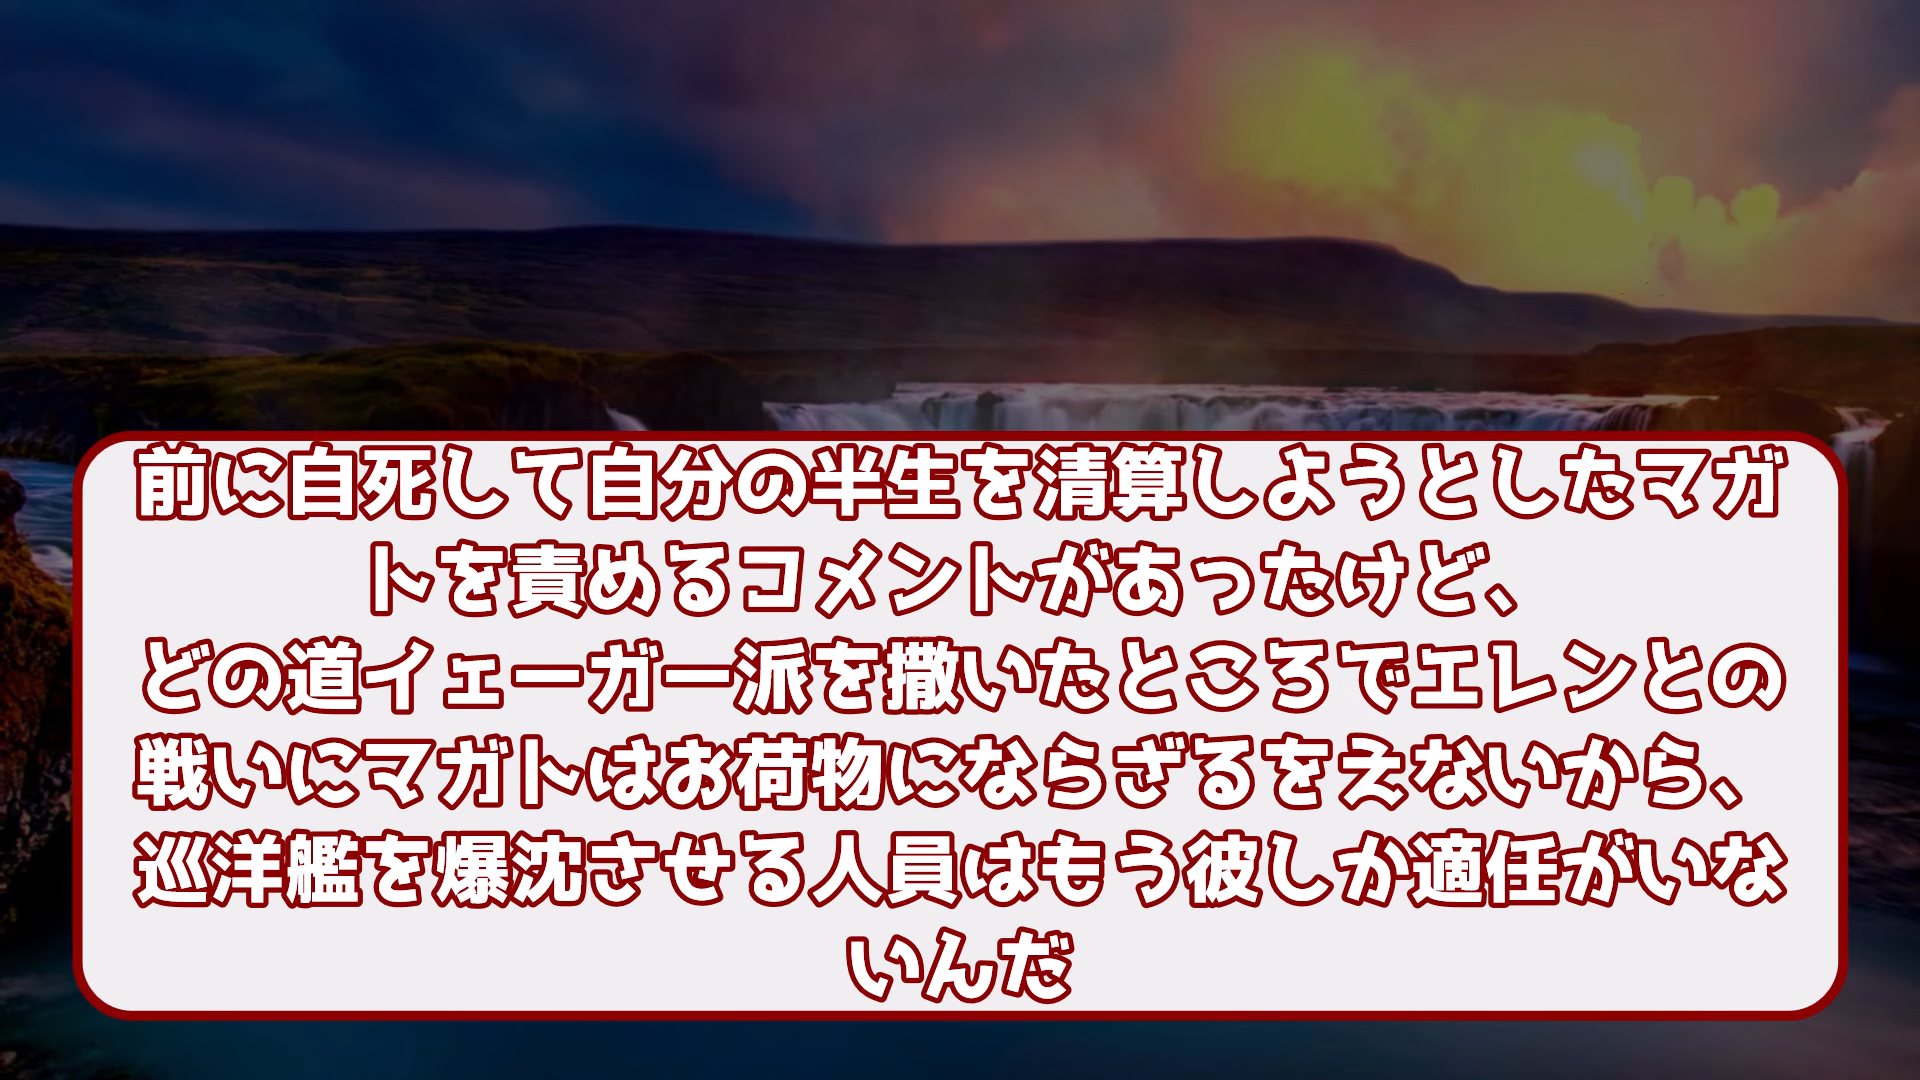 前に自死して自分の半生を清算しようとしたマガ
トを責めるコメントがあったけど、
どの道イェーガー派を撒いたところでエレンとの
戦いにマガトはお荷物にならざるをえないから、
巡洋艦を爆沈させる人員はもう彼しか適任がいな
いんだ